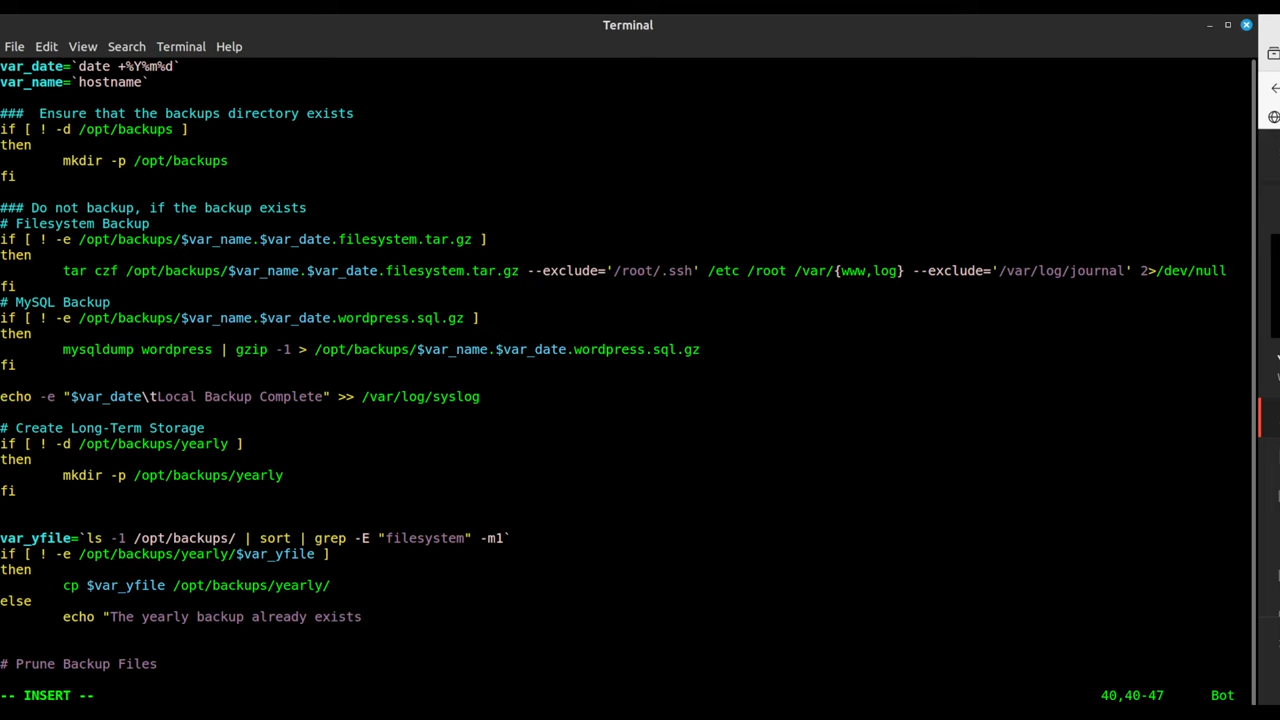 Terminal
File Edit View Search Terminal Help
var_date=`date +%Y%m%d`
var_name=`hostname`
###  Ensure that the backups directory exists
if [ ! -d /opt/backups ]
then
        mkdir -p /opt/backups
fi
### Do not backup, if the backup exists
# Filesystem Backup
if [ ! -e /opt/backups/$var_name.$var_date.filesystem.tar.gz ]
then
        tar czf /opt/backups/$var_name.$var_date.filesystem.tar.gz --exclude='/root/.ssh' /etc /root /var/{www,log} --exclude='/var/log/journal' 2>/dev/null
fi
# MySQL Backup
if [ ! -e /opt/backups/$var_name.$var_date.wordpress.sql.gz ]
then
        mysqldump wordpress | gzip -1 > /opt/backups/$var_name.$var_date.wordpress.sql.gz
fi
echo -e "$var_date\tLocal Backup Complete" >> /var/log/syslog
# Create Long-Term Storage
if [ ! -d /opt/backups/yearly ]
then
        mkdir -p /opt/backups/yearly
fi
var_yfile=`ls -1 /opt/backups/ | sort | grep -E "filesystem" -m1`
if [ ! -e /opt/backups/yearly/$var_yfile ]
then
        cp $var_yfile /opt/backups/yearly/
else
        echo "The yearly backup already exists
# Prune Backup Files
-- INSERT -- 40,40-47 Bot